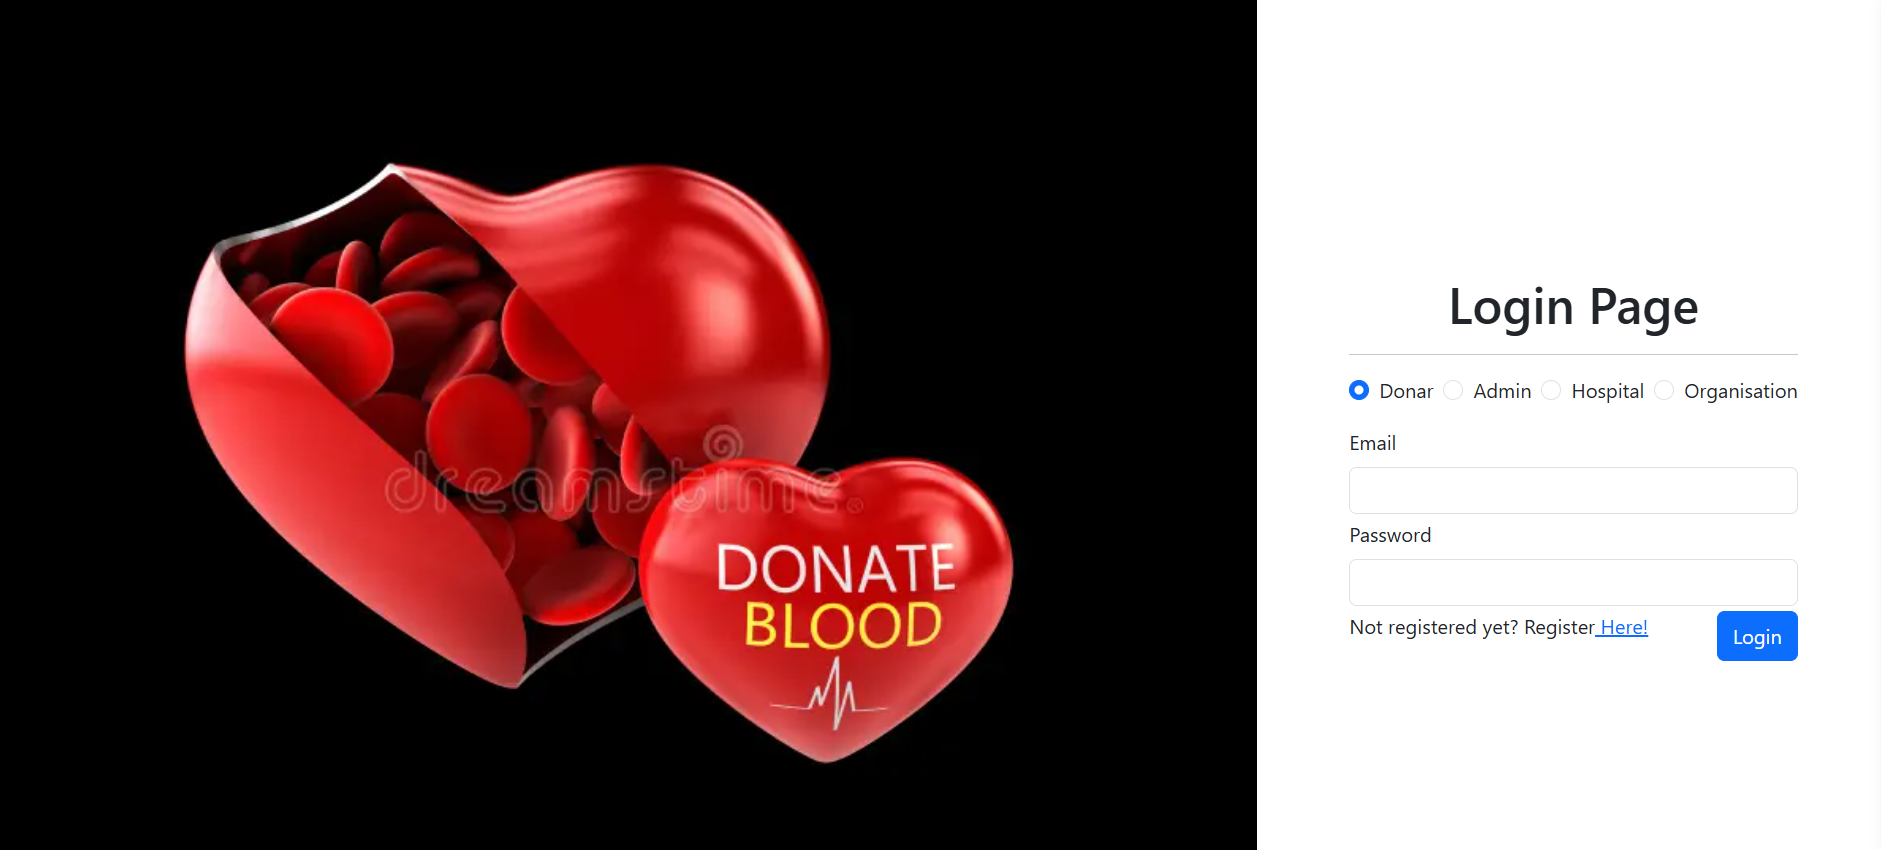 dreamstime®
DONATE
BLOOD
Login Page
Donar Admin Hospital Organisation
Email
Password
Not registered yet? Register Here!
Login